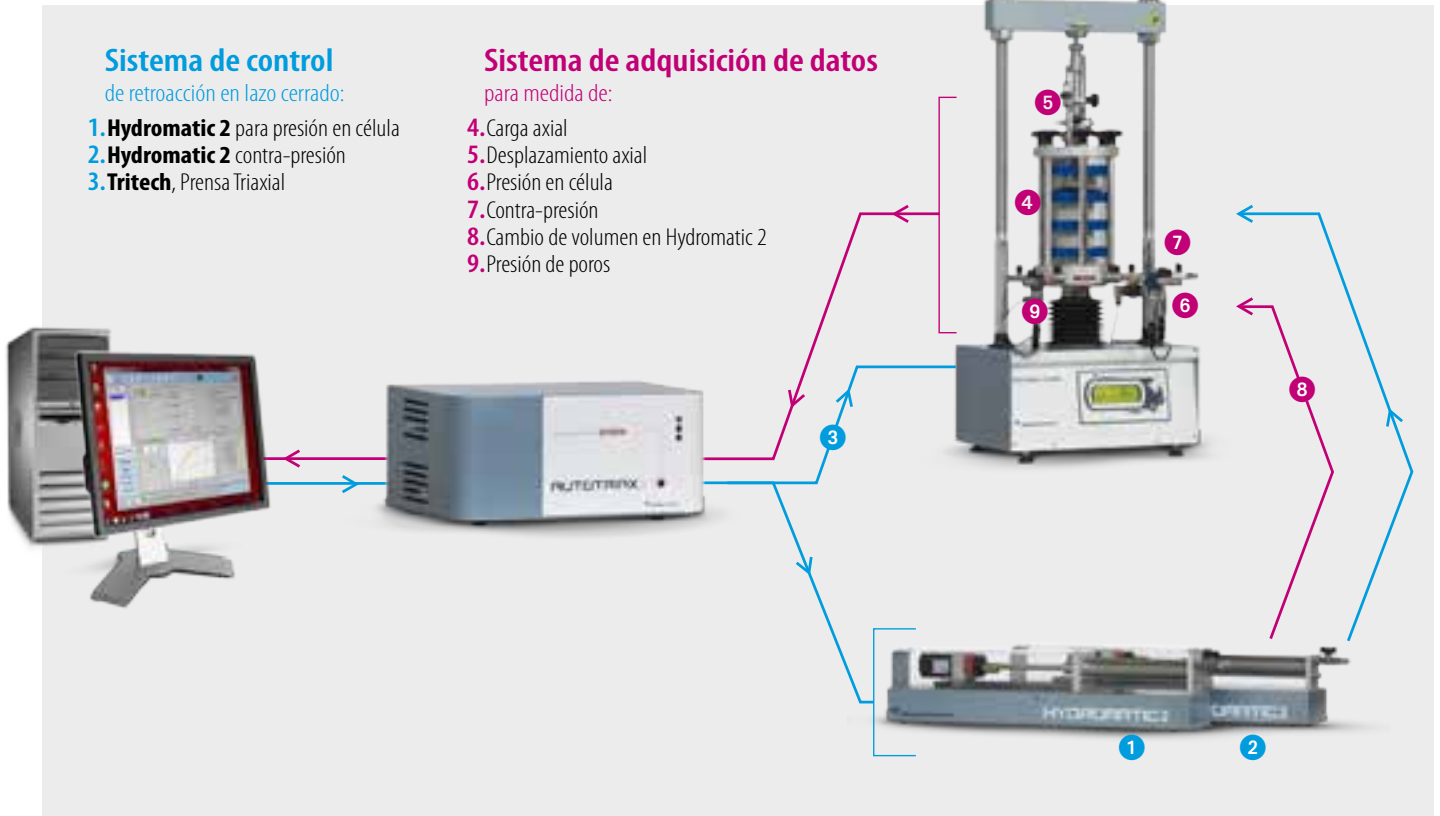 Sistema de control
de retroacción en lazo cerrado:
1.Hydromatic 2 para presión en célula
2.Hydromatic 2 contra-presión
3.Tritech, Prensa Triaxial
Sistema de adquisición de datos
para medida de:
4.Carga axial
5.Desplazamiento axial
6.Presión en célula
7.Contra-presión
8.Cambio de volumen en Hydromatic 2
9.Presión de poros
5
4
7
6
9
8
3
AUTOTRIAX
HYDROMATIC2
1
2